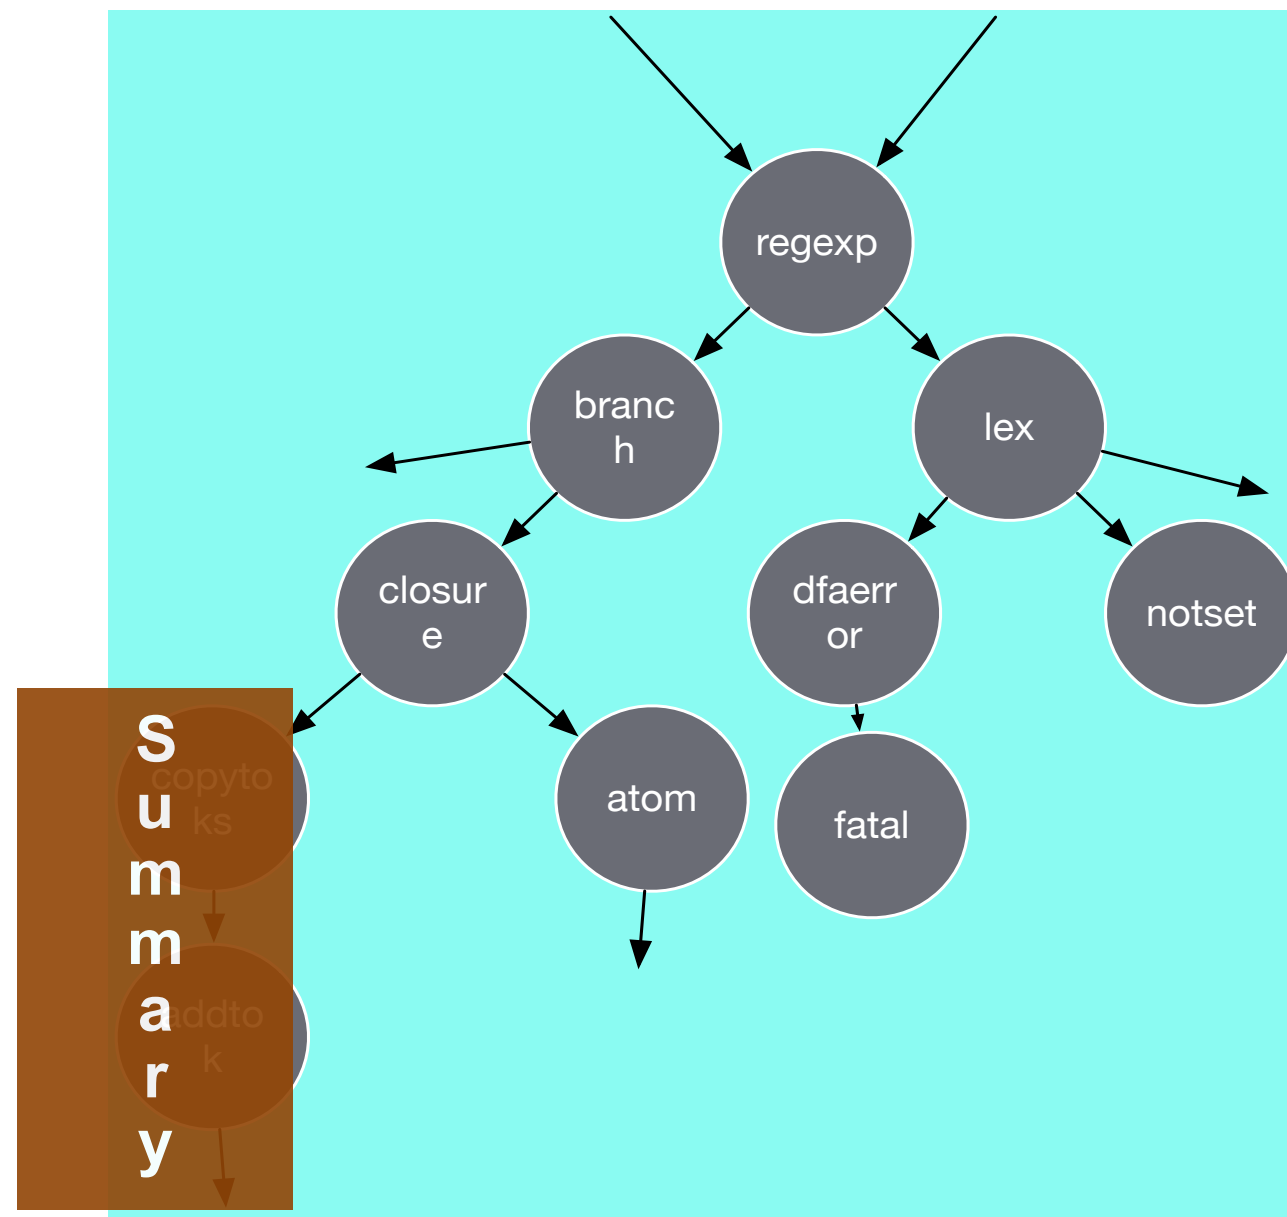 regexp
branc
h
lex
closur
e
dfaerr
or
notset
copyto
ks
atom
fatal
addto
k
S
u
m
m
a
r
y